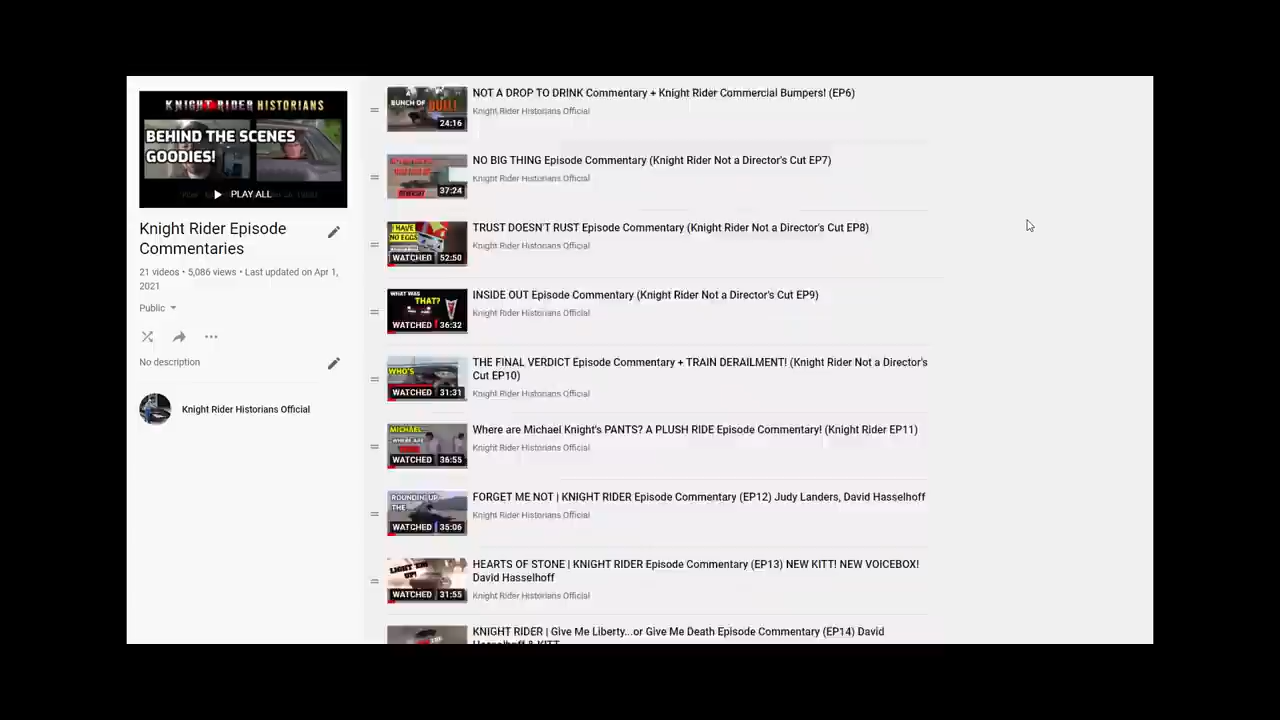 KNIGHT RIDER HISTORIANS
BEHIND THE SCENES
GOODIES!
PLAY ALL
Knight Rider Episode
Commentaries
21 videos • 5,086 views • Last updated on Apr 1,
2021
Public
No description
Knight Rider Historians Official
BUNCH OF BULL!
24:16
NOT A DROP TO DRINK Commentary + Knight Rider Commercial Bumpers! (EP6)
Knight Rider Historians Official
37:24
NO BIG THING Episode Commentary (Knight Rider Not a Director's Cut EP7)
Knight Rider Historians Official
I HAVE
NO EGGS
WATCHED 52:50
TRUST DOESN'T RUST Episode Commentary (Knight Rider Not a Director's Cut EP8)
Knight Rider Historians Official
WHAT WAS
THAT?
WATCHED 36:32
INSIDE OUT Episode Commentary (Knight Rider Not a Director's Cut EP9)
Knight Rider Historians Official
WHO'S
WATCHED 31:31
THE FINAL VERDICT Episode Commentary + TRAIN DERAILMENT! (Knight Rider Not a Director's
Cut EP10)
Knight Rider Historians Official
MICHAEL
WHERE ARE
WATCHED 36:55
Where are Michael Knight's PANTS? A PLUSH RIDE Episode Commentary! (Knight Rider EP11)
Knight Rider Historians Official
ROUNDIN' UP
THE
WATCHED 35:06
FORGET ME NOT | KNIGHT RIDER Episode Commentary (EP12) Judy Landers, David Hasselhoff
Knight Rider Historians Official
LIGHT 'EM
UP!
WATCHED 31:55
HEARTS OF STONE | KNIGHT RIDER Episode Commentary (EP13) NEW KITT! NEW VOICEBOX!
David Hasselhoff
Knight Rider Historians Official
KNIGHT RIDER | Give Me Liberty...or Give Me Death Episode Commentary (EP14) David
Hasselhoff & KITT